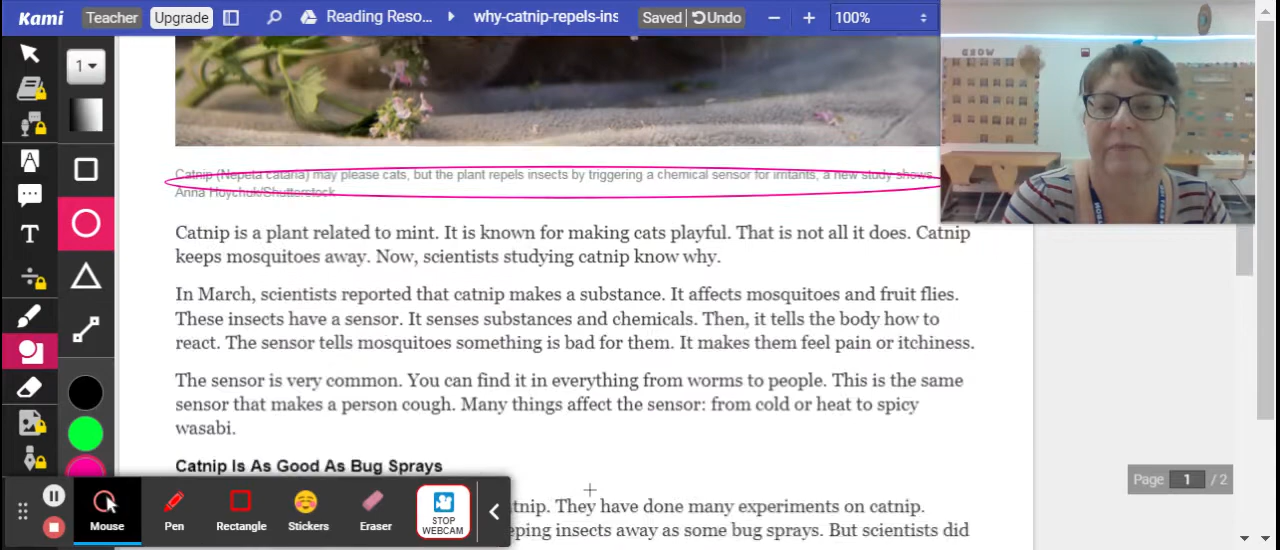 Kami Teacher Upgrade Reading Reso... why-catnip-repels-ins Saved Undo 100%
1
GROW
Catnip (Nepeta cataria) may please cats, but the plant repels insects by triggering a chemical sensor for irritants, a new study shows.
Anna Hoychuk/Shutterstock
Catnip is a plant related to mint. It is known for making cats playful. That is not all it does. Catnip
keeps mosquitoes away. Now, scientists studying catnip know why.
In March, scientists reported that catnip makes a substance. It affects mosquitoes and fruit flies.
These insects have a sensor. It senses substances and chemicals. Then, it tells the body how to
react. The sensor tells mosquitoes something is bad for them. It makes them feel pain or itchiness.
The sensor is very common. You can find it in everything from worms to people. This is the same
sensor that makes a person cough. Many things affect the sensor: from cold or heat to spicy
wasabi.
Catnip Is As Good As Bug Sprays
Page 1 / 2
tnip. They have done many experiments on catnip.
eping insects away as some bug sprays. But scientists did
Mouse Pen Rectangle Stickers Eraser STOP
WEBCAM